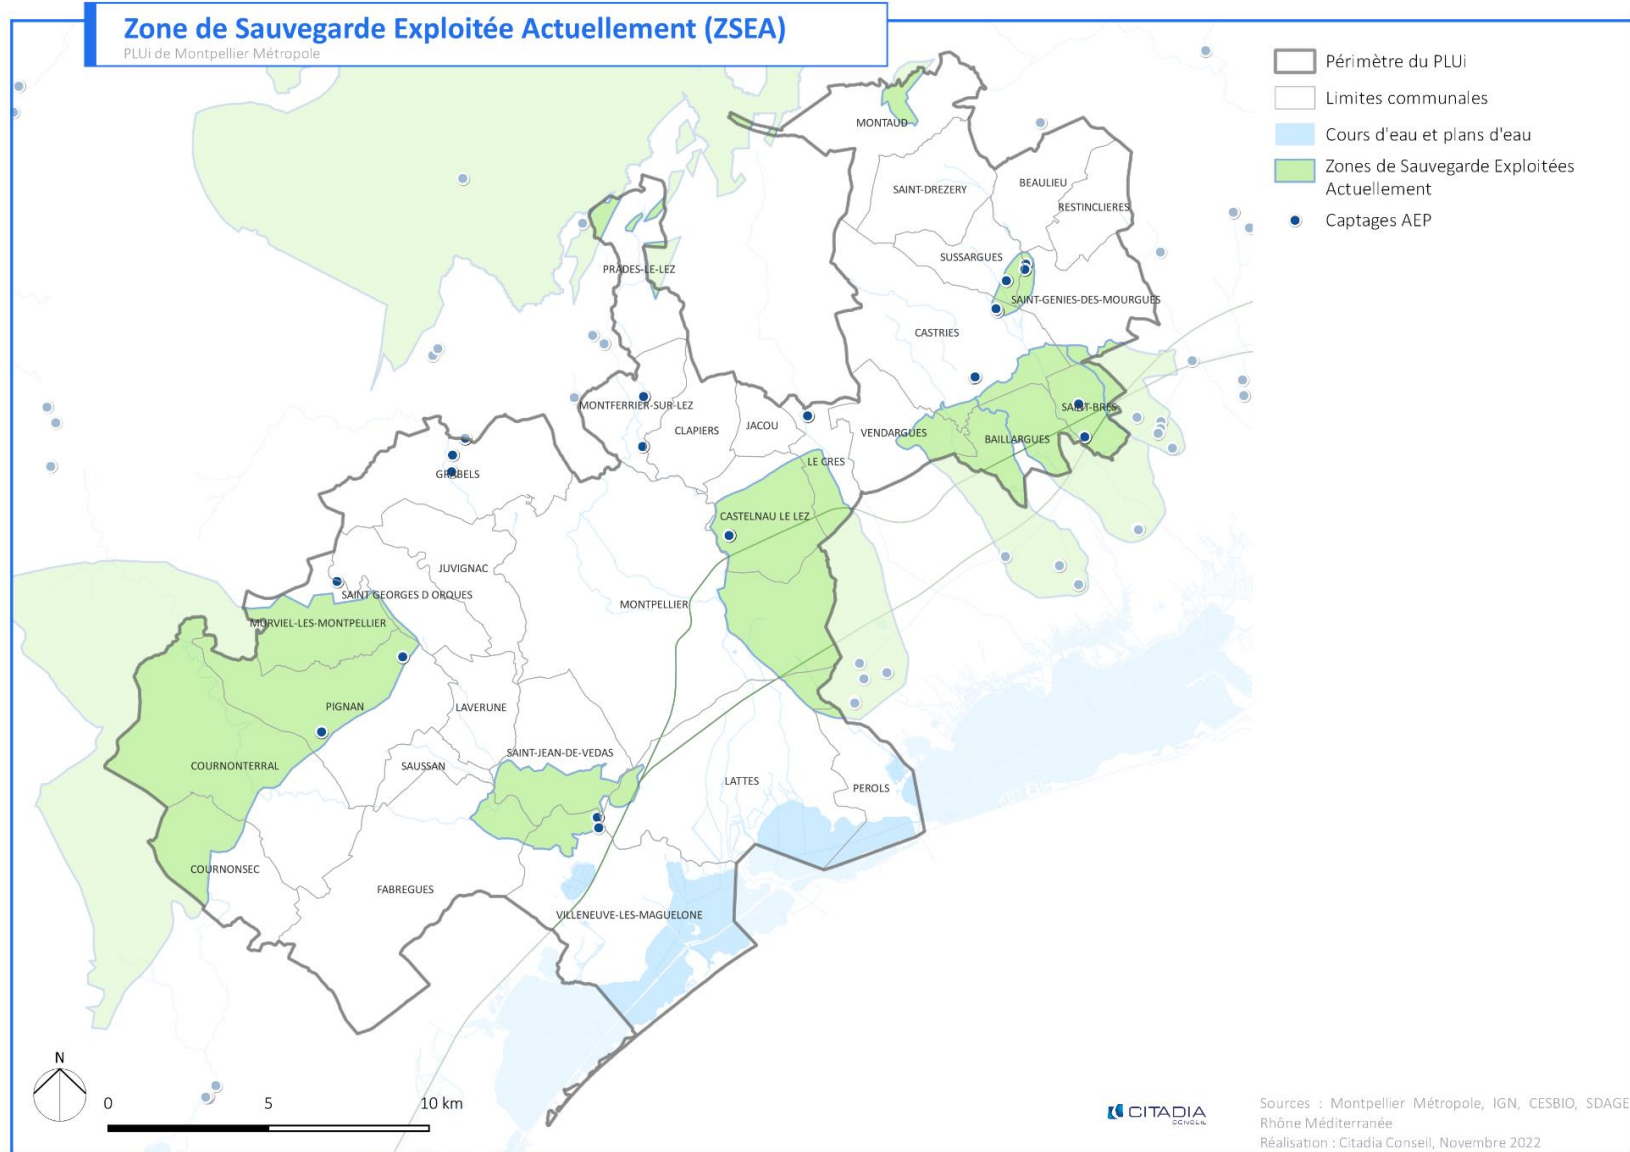 Zone de Sauvegarde Exploitée Actuellement (ZSEA)
PLUi de Montpellier Métropole
Périmètre du PLUi
Limites communales
Cours d'eau et plans d'eau
Zones de Sauvegarde Exploitées
Actuellement
Captages AEP
MONTAUD
SAINT-DREZERY
BEAULIEU
RESTINCLIERES
SUSSARGUES
PRADES-LE-LEZ
SAINT-GENIES-DES-MOURGUES
CASTRIES
MONTFERRIER-SUR-LEZ
SAINT-BRES
CLAPIERS
JACOU
VENDARGUES
BAILLARGUES
LE CRES
GRABELS
CASTELNAU LE LEZ
JUVIGNAC
SAINT GEORGES D ORQUES
MONTPELLIER
MURVIEL-LES-MONTPELLIER
PIGNAN
LAVERUNE
SAINT-JEAN-DE-VEDAS
COURNONTERRAL
SAUSSAN
LATTES
PEROLS
COURNONSEC
FABREGUES
VILLENEUVE-LES-MAGUELONE
N
0 5 10 km
CITADIA
CONSEIL
Sources : Montpellier Métropole, IGN, CESBIO, SDAGE
Rhône Méditerranée
Réalisation : Citadia Conseil, Novembre 2022